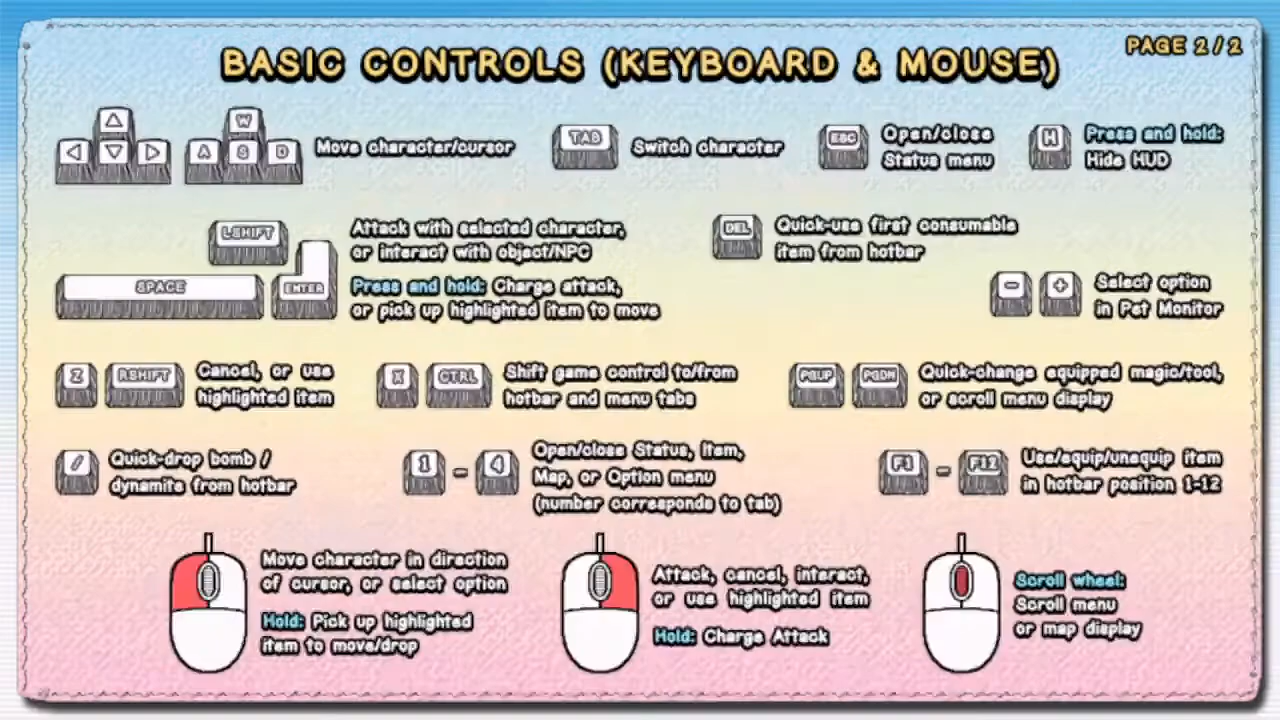 PAGE 2 / 2
BASIC CONTROLS (KEYBOARD & MOUSE)
W
A S D
Move character/cursor
TAB
Switch character
ESC
Open/close
Status menu
H
Press and hold:
Hide HUD
LSHIFT
SPACE
ENTER
Attack with selected character,
or interact with object/NPC
Press and hold: Charge attack,
or pick up highlighted item to move
DEL
Quick-use first consumable
item from hotbar
- +
Select option
in Pet Monitor
Z RSHIFT
Cancel, or use
highlighted item
X CTRL
Shift game control to/from
hotbar and menu tabs
PGUP PGDN
Quick-change equipped magic/tool,
or scroll menu display
/
Quick-drop bomb /
dynamite from hotbar
1 - 4
Open/close Status, Item,
Map, or Option menu
(number corresponds to tab)
F1 - F12
Use/equip/unequip item
in hotbar position 1-12
Move character in direction
of cursor, or select option
Hold: Pick up highlighted
item to move/drop
Attack, cancel, interact,
or use highlighted item
Hold: Charge Attack
Scroll wheel:
Scroll menu
or map display